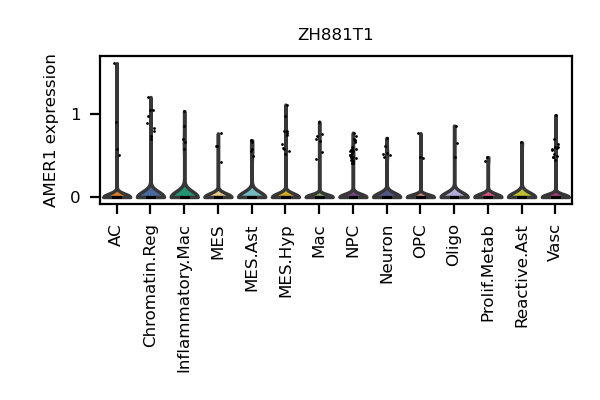 ZH881T1
AMER1 expression
1
0
AC
Chromatin.Reg
Inflammatory.Mac
MES
MES.Ast
MES.Hyp
Mac
NPC
Neuron
OPC
Oligo
Prolif.Metab
Reactive.Ast
Vasc